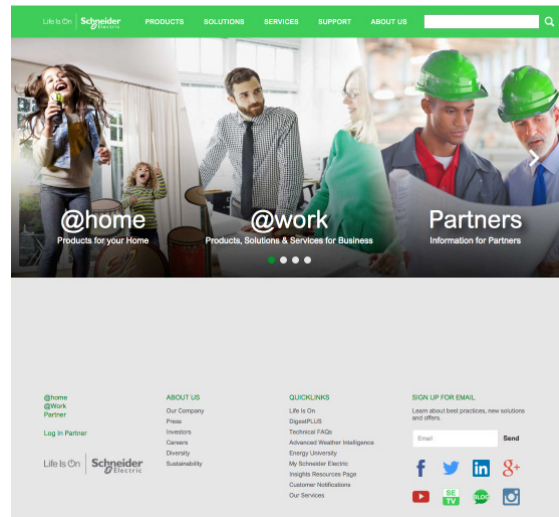 Life Is On | Schneider Electric
PRODUCTS
SOLUTIONS
SERVICES
SUPPORT
ABOUT US
@home
Products for your Home
@work
Products, Solutions & Services for Business
Partners
Information for Partners
@home
@Work
Partner
Log In Partner
Life Is On | Schneider Electric
ABOUT US
Our Company
Press
Investors
Careers
Diversity
Sustainability
QUICKLINKS
Life Is On
DigestPLUS
Technical FAQs
Advanced Weather Intelligence
Energy University
My Schneider Electric
Insights Resources Page
Customer Notifications
Our Services
SIGN UP FOR EMAIL
Learn about best practices, new solutions
and offers.
Email
Send
f
in
g+
SE
TV
BLOG